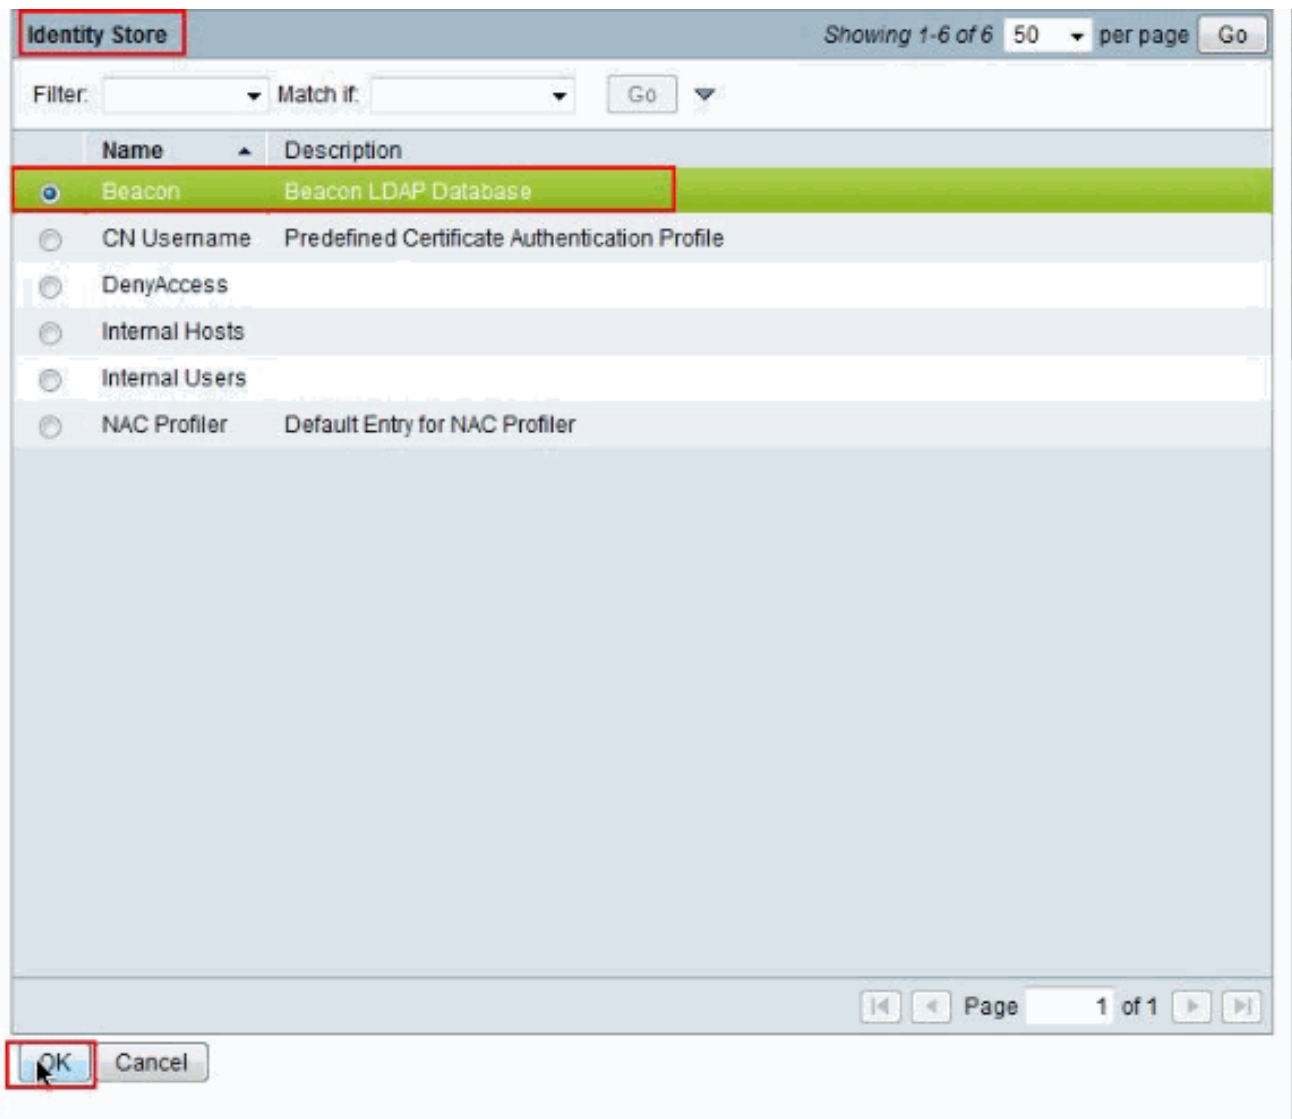 Identity Store Showing 1-6 of 6 50 per page Go
Filter: Match if: Go
Name Description
Beacon Beacon LDAP Database
CN Username Predefined Certificate Authentication Profile
DenyAccess
Internal Hosts
Internal Users
NAC Profiler Default Entry for NAC Profiler
Page 1 of 1
OK Cancel